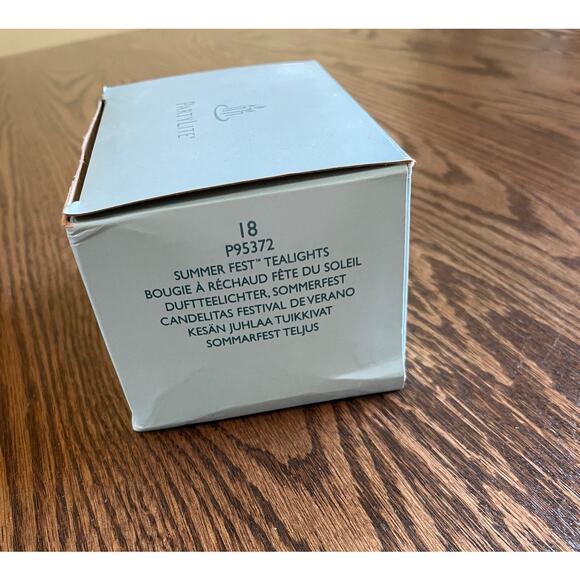 PARTYLITE®
18
P95372
SUMMER FEST™ TEALIGHTS
BOUGIE À RÉCHAUD FÊTE DU SOLEIL
DUFTTEELICHTER, SOMMERFEST
CANDELITAS FESTIVAL DE VERANO
KESÄN JUHLAA TUIKKIVAT
SOMMARFEST TELJUS